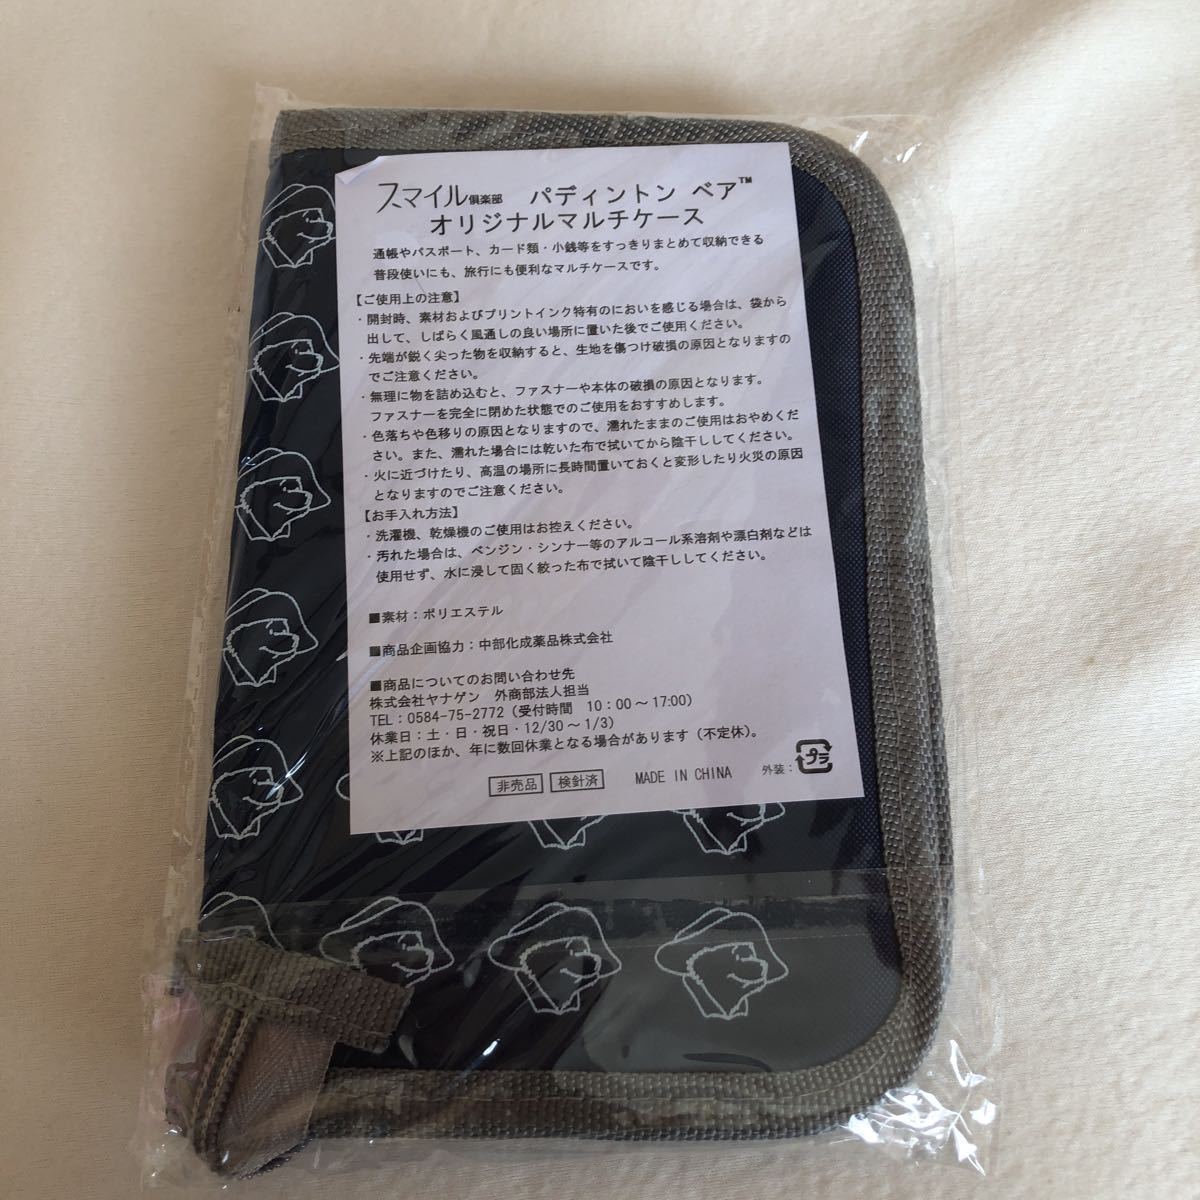 スマイル倶楽部　パディントン ベア™
オリジナルマルチケース
通帳やパスポート、カード類・小銭等をすっきりまとめて収納できる
普段使いにも、旅行にも便利なマルチケースです。
【ご使用上の注意】
・開封時、素材およびプリントインク特有のにおいを感じる場合は、袋から
出して、しばらく風通しの良い場所に置いた後でご使用ください。
・先端が鋭く尖った物を収納すると、生地を傷つけ破損の原因となりますの
でご注意ください。
・無理に物を詰め込むと、ファスナーや本体の破損の原因となります。
ファスナーを完全に閉めた状態でのご使用をおすすめします。
・色落ちや色移りの原因となりますので、濡れたままのご使用はおやめくだ
さい。また、濡れた場合には乾いた布で拭いてから陰干ししてください。
・火に近づけたり、高温の場所に長時間置いておくと変形したり火災の原因
となりますのでご注意ください。
【お手入れ方法】
・洗濯機、乾燥機のご使用はお控えください。
・汚れた場合は、ベンジン・シンナー等のアルコール系溶剤や漂白剤などは
使用せず、水に浸して固く絞った布で拭いて陰干ししてください。
■素材：ポリエステル
■商品企画協力：中部化成薬品株式会社
■商品についてのお問い合わせ先
株式会社ヤナゲン　外商部法人担当
TEL：0584-75-2772（受付時間　10：00～17:00）
休業日：土・日・祝日・12/30～1/3）
※上記のほか、年に数回休業となる場合があります（不定休）。
非売品 検針済 MADE IN CHINA 外装：プラ